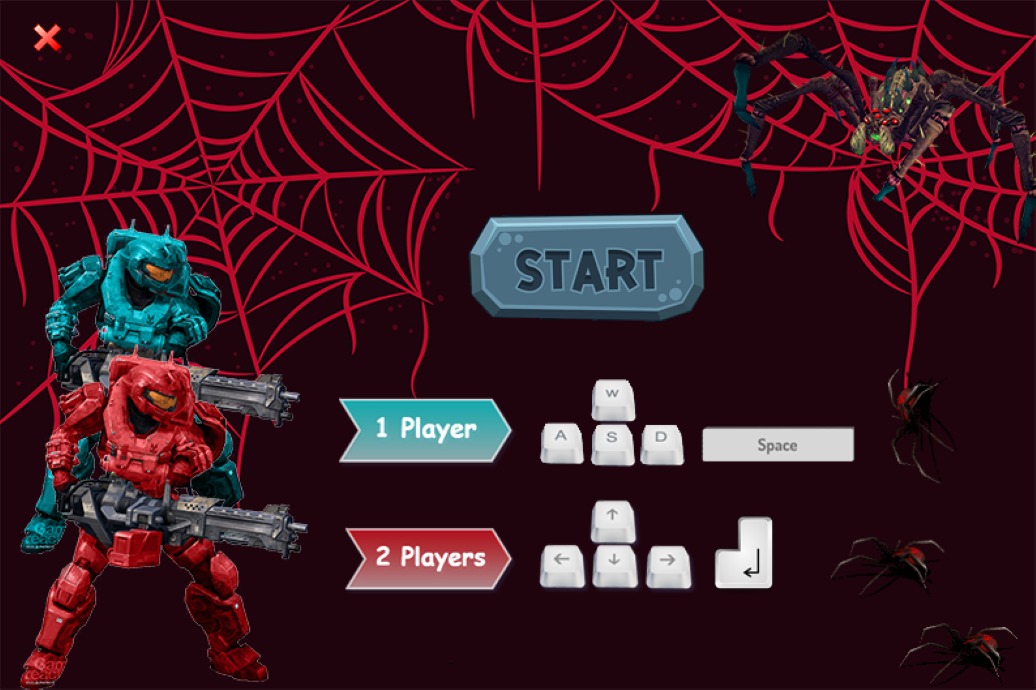 START
1 Player
W
A S D
Space
2 Players
↑
← ↓ →
↵